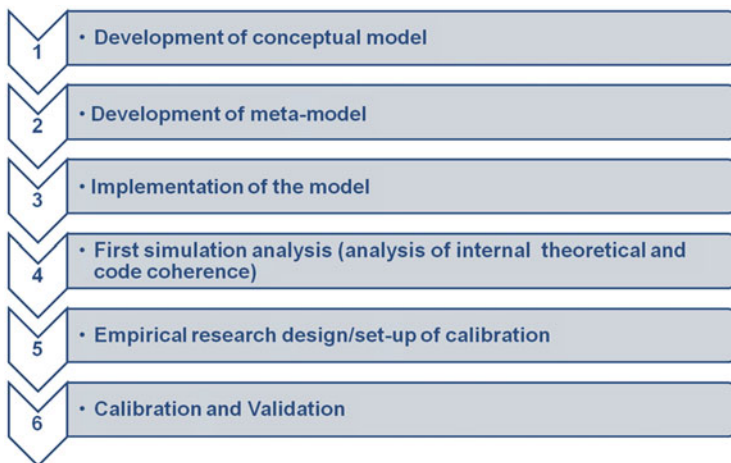 1
• Development of conceptual model
2
• Development of meta-model
3
• Implementation of the model
4
• First simulation analysis (analysis of internal theoretical and
code coherence)
5
• Empirical research design/set-up of calibration
6
• Calibration and Validation